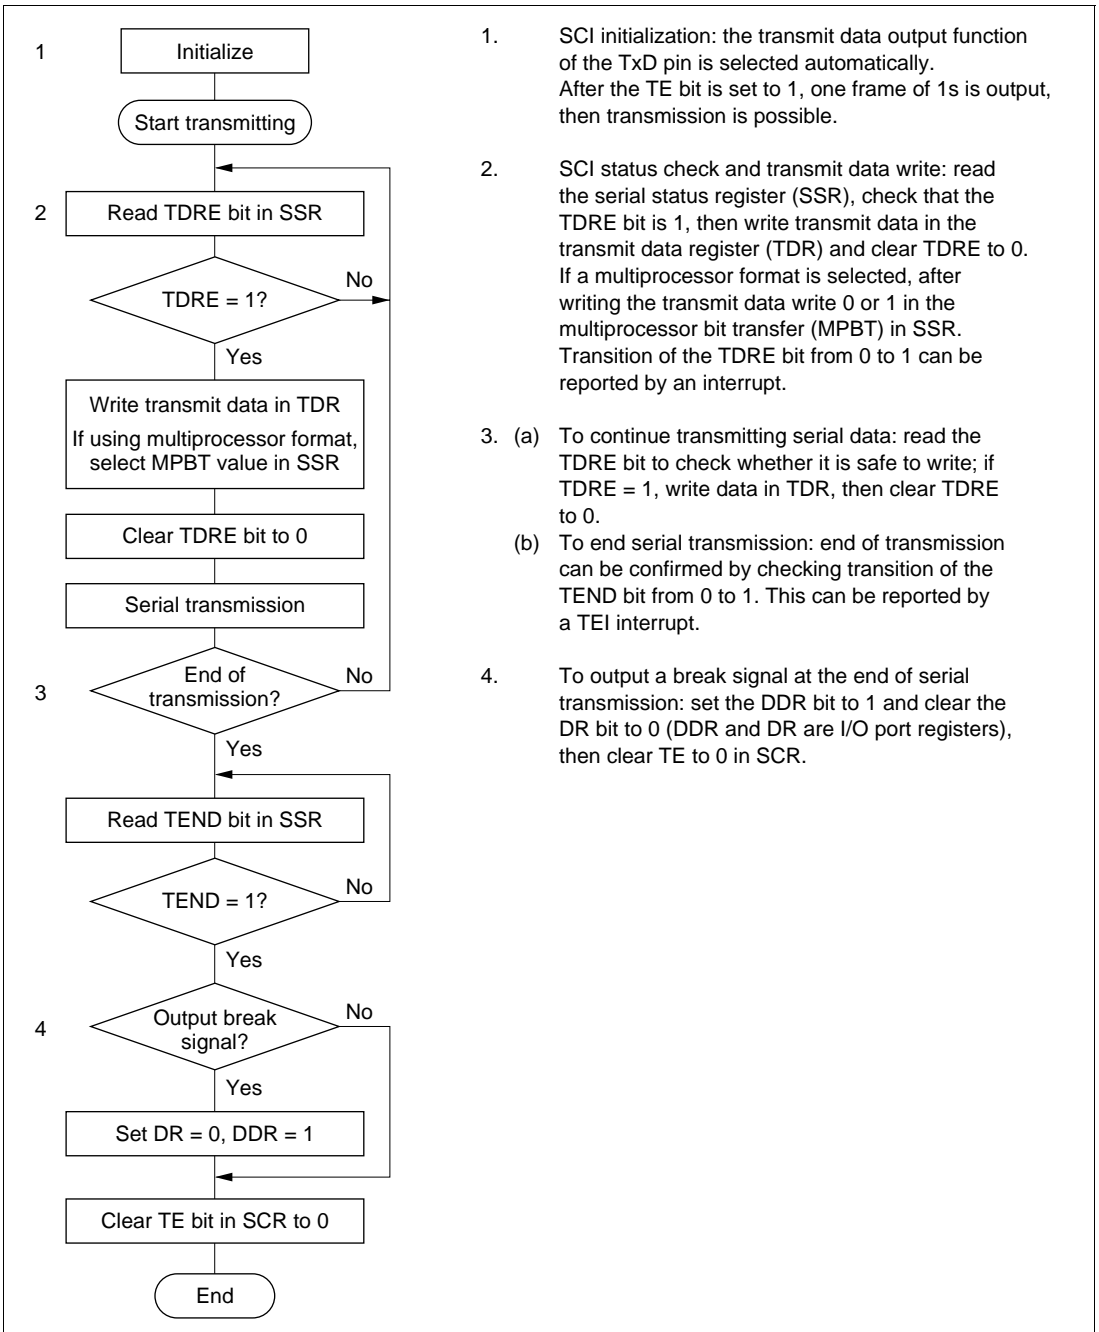 1
Initialize
Start transmitting
2
Read TDRE bit in SSR
TDRE = 1?
No
Yes
Write transmit data in TDR
If using multiprocessor format,
select MPBT value in SSR
Clear TDRE bit to 0
Serial transmission
3
End of
transmission?
No
Yes
Read TEND bit in SSR
TEND = 1?
No
Yes
4
Output break
signal?
No
Yes
Set DR = 0, DDR = 1
Clear TE bit in SCR to 0
End
1. SCI initialization: the transmit data output function
of the TxD pin is selected automatically.
After the TE bit is set to 1, one frame of 1s is output,
then transmission is possible.
2. SCI status check and transmit data write: read
the serial status register (SSR), check that the
TDRE bit is 1, then write transmit data in the
transmit data register (TDR) and clear TDRE to 0.
If a multiprocessor format is selected, after
writing the transmit data write 0 or 1 in the
multiprocessor bit transfer (MPBT) in SSR.
Transition of the TDRE bit from 0 to 1 can be
reported by an interrupt.
3. (a) To continue transmitting serial data: read the
TDRE bit to check whether it is safe to write; if
TDRE = 1, write data in TDR, then clear TDRE
to 0.
(b) To end serial transmission: end of transmission
can be confirmed by checking transition of the
TEND bit from 0 to 1. This can be reported by
a TEI interrupt.
4. To output a break signal at the end of serial
transmission: set the DDR bit to 1 and clear the
DR bit to 0 (DDR and DR are I/O port registers),
then clear TE to 0 in SCR.